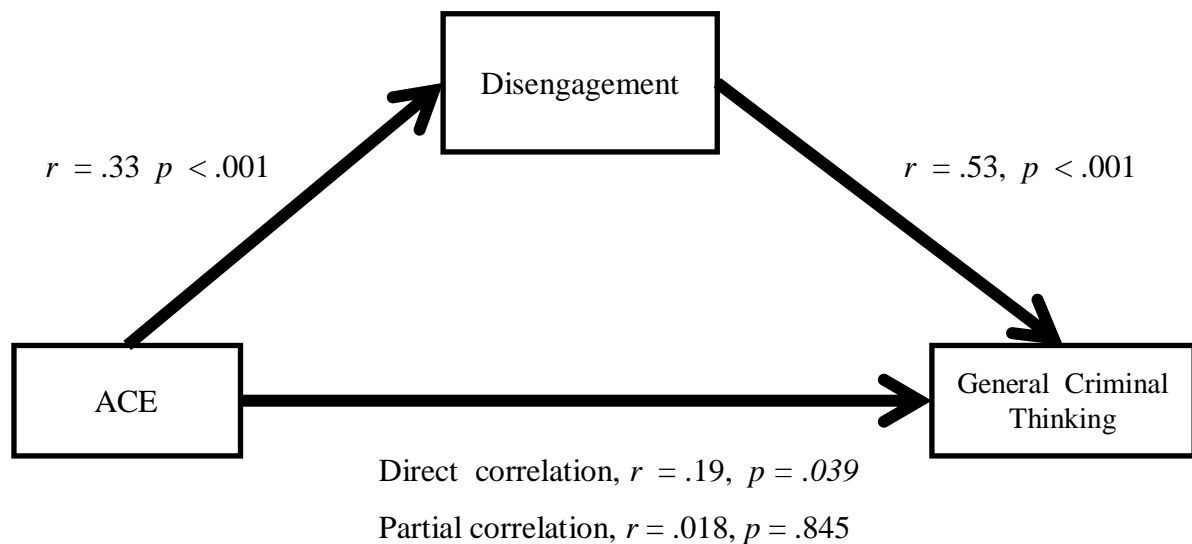 Disengagement
r = .33 p < .001
r = .53, p < .001
ACE
General Criminal
Thinking
Direct correlation, r = .19, p = .039
Partial correlation, r = .018, p = .845